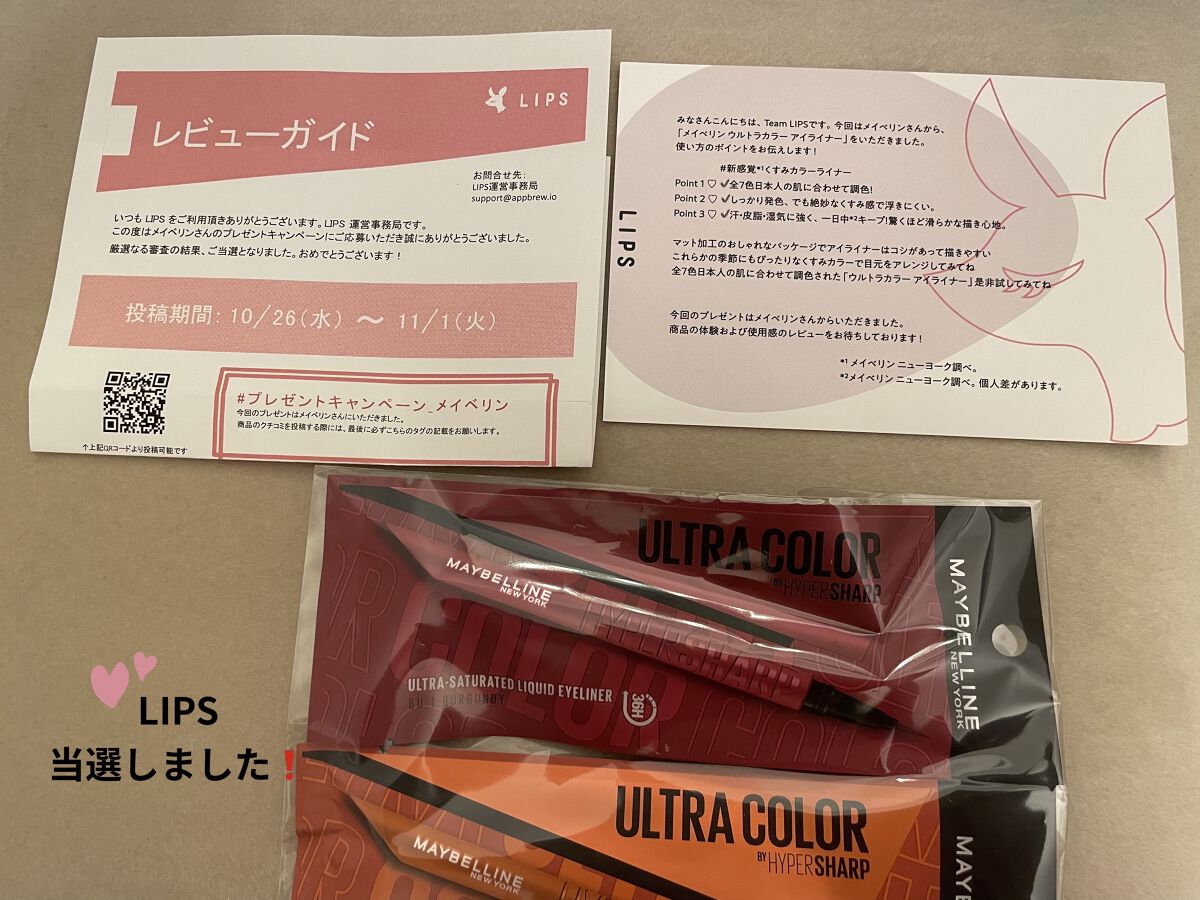 LIPS
レビューガイド
お問合せ先:
LIPS運営事務局
support@appbrew.io
いつも LIPS をご利用頂きありがとうございます。LIPS 運営事務局です。
この度はメイベリンさんのプレゼントキャンペーンにご応募いただき誠にありがとうございました。
厳選なる審査の結果、ご当選となりました。おめでとうございます！
投稿期間: 10/26(水) ～ 11/1(火)
#プレゼントキャンペーン_メイベリン
今回のプレゼントはメイベリンさんにいただきました。
商品のクチコミを投稿する際には、最後に必ずこちらのタグの記載をお願いします。
↑上記QRコードより投稿可能です
LIPS
みなさんこんにちは、Team LIPSです。今回はメイベリンさんから、
「メイベリン ウルトラカラー アイライナー」をいただきました。
使い方のポイントをお伝えします！
#新感覚*¹くすみカラーライナー
Point 1 ♡ ✓全7色日本人の肌に合わせて調色!
Point 2 ♡ ✓しっかり発色、でも絶妙なくすみ感で浮きにくい。
Point 3 ♡ ✓汗・皮脂・湿気に強く、一日中*²キープ!驚くほど滑らかな描き心地。
マット加工のおしゃれなパッケージでアイライナーはコシがあって描きやすい
これらの季節にもぴったりなくすみカラーで目元をアレンジしてみてね
全7色日本人の肌に合わせて調色された「ウルトラカラー アイライナー」是非試してみてね
今回のプレゼントはメイベリンさんからいただきました。
商品の体験および使用感のレビューをお待ちしております！
*¹ メイベリン ニューヨーク調べ。
*²メイベリン ニューヨーク調べ。個人差があります。
ULTRA COLOR
BY HYPERSHARP
MAYBELLINE
NEW YORK
HYPERSHARP
COLOR
ULTRA-SATURATED LIQUID EYELINER
BU-1 BURGUNDY
36H
MAYBELLINE
NEW YORK
LIPS
当選しました❗
ULTRA COLOR
BY HYPERSHARP
MAYBELLINE
NEW YORK